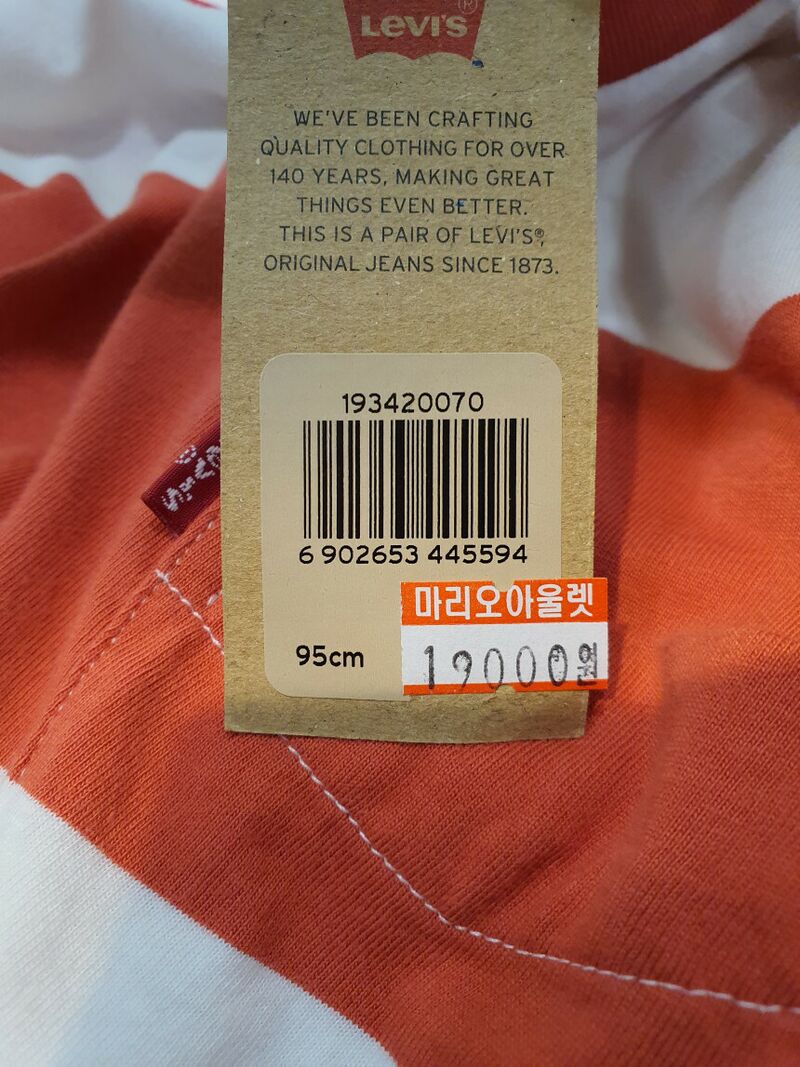 LEVI'S®
WE'VE BEEN CRAFTING
QUALITY CLOTHING FOR OVER
140 YEARS, MAKING GREAT
THINGS EVEN BETTER.
THIS IS A PAIR OF LEVI'S®,
ORIGINAL JEANS SINCE 1873.
193420070
6 902653 445594
마리오아울렛
95cm
19000원
Levi's®